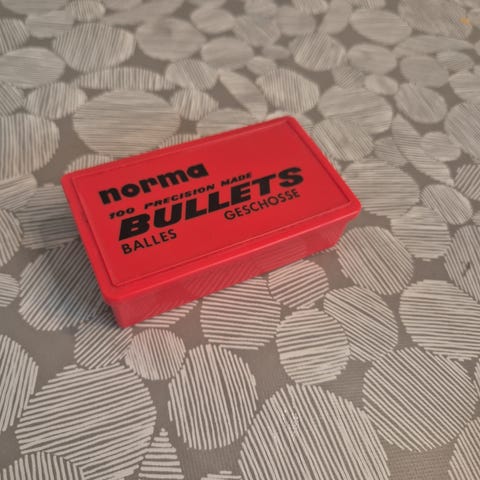 norma
100 PRECISION MADE
BULLETS
BALLES GESCHOSSE